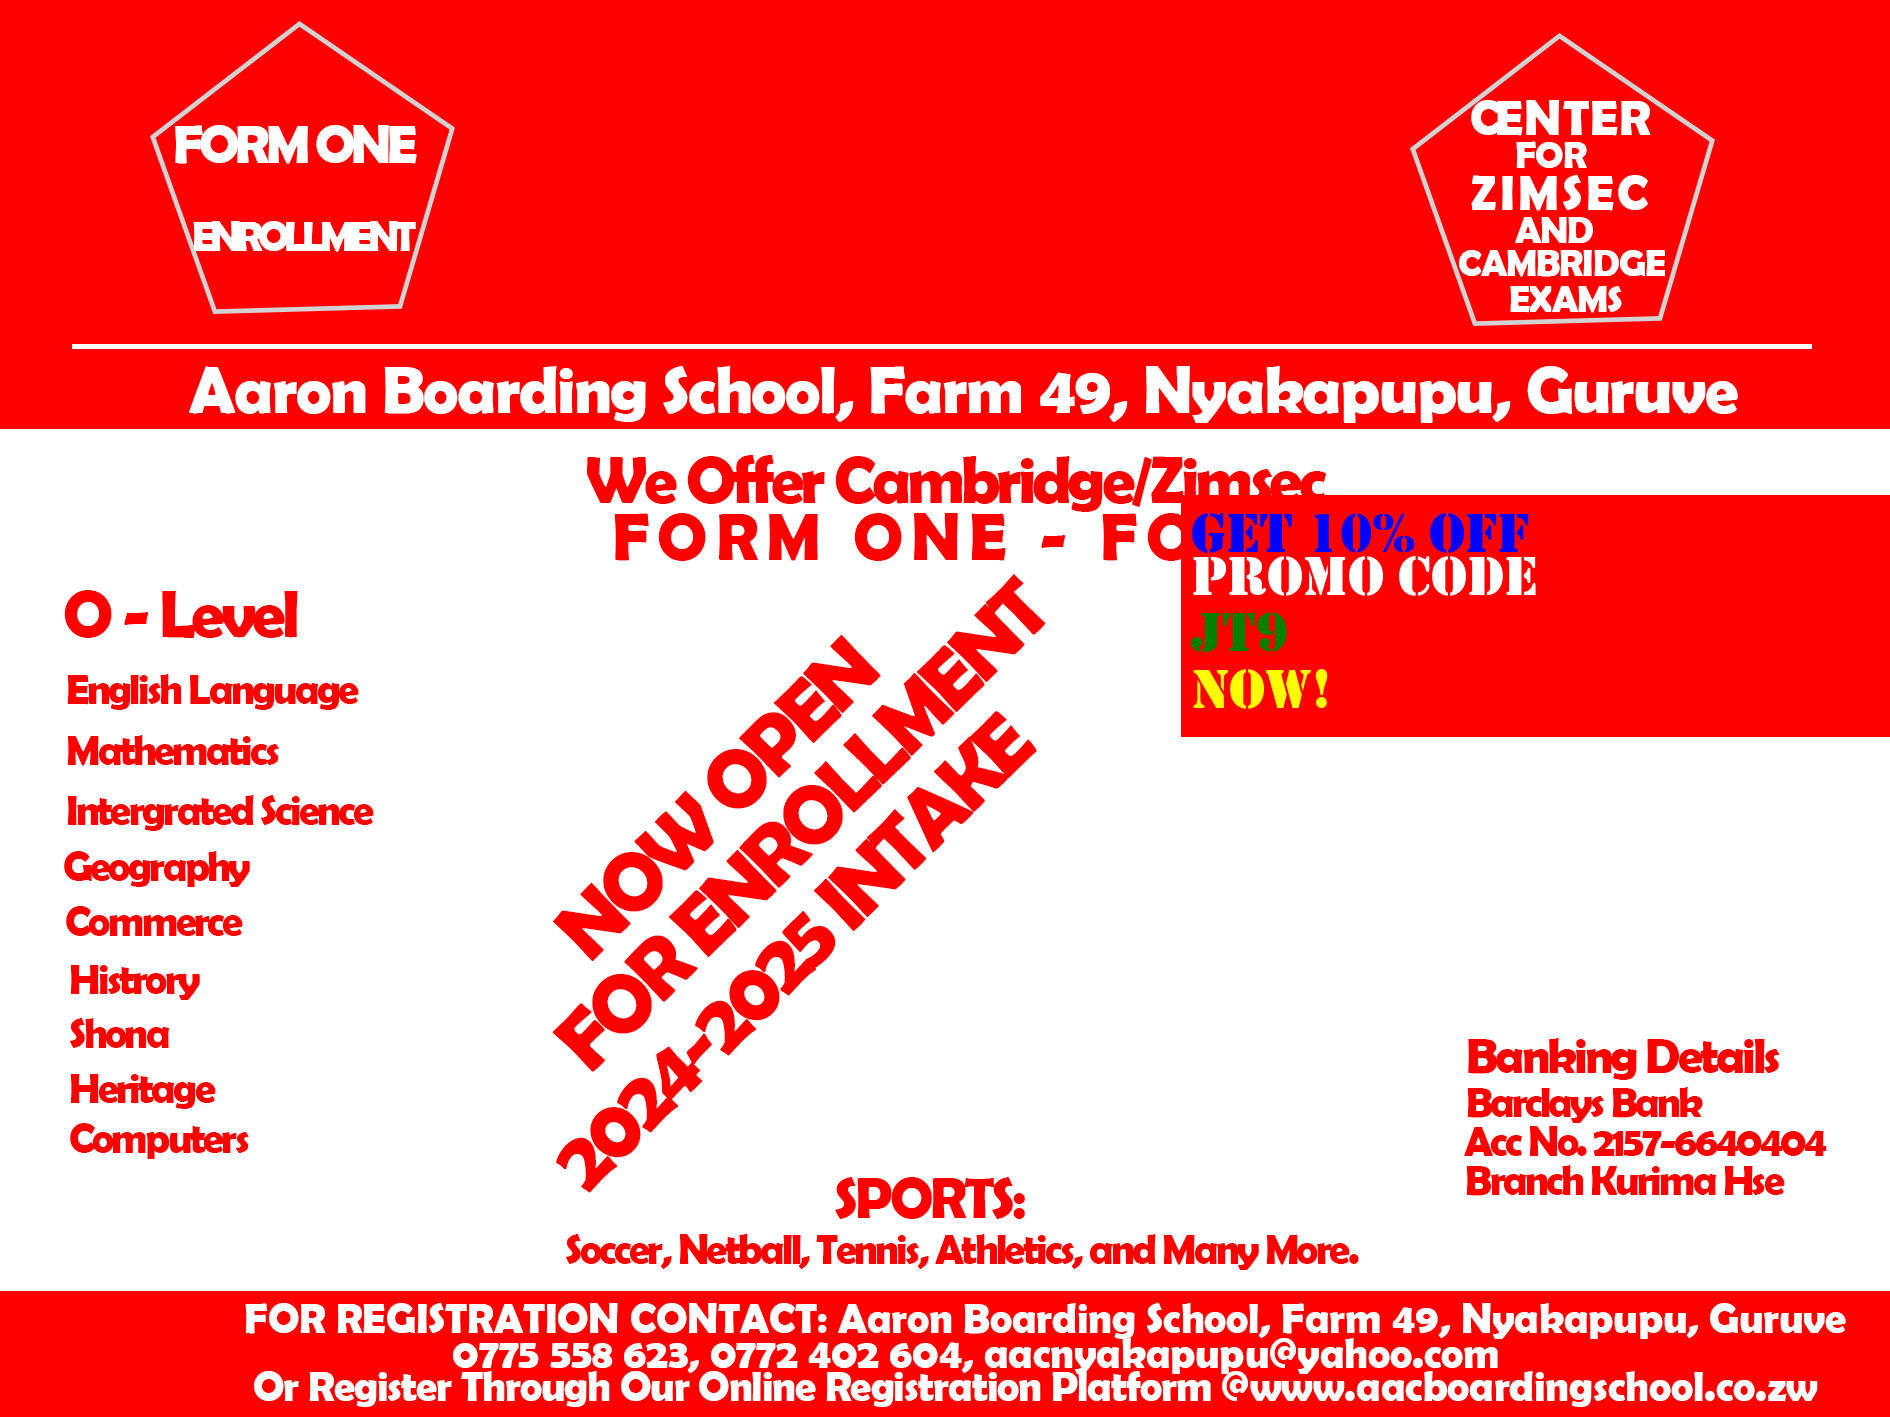 FORM ONE
ENROLLMENT
CENTER
FOR
ZIMSEC
AND
CAMBRIDGE
EXAMS
Aaron Boarding School, Farm 49, Nyakapupu, Guruve
We Offer Cambridge/Zimsec
FORM ONE -
GET 10% OFF
PROMO CODE
JT9
NOW!
O - Level
English Language
Mathematics
Intergrated Science
Geography
Commerce
Histrory
Shona
Heritage
Computers
NOW OPEN
FOR ENROLLMENT
2024-2025 INTAKE
Banking Details
Barclays Bank
Acc No. 2157-6640404
Branch Kurima Hse
SPORTS:
Soccer, Netball, Tennis, Athletics, and Many More.
FOR REGISTRATION CONTACT: Aaron Boarding School, Farm 49, Nyakapupu, Guruve
0775 558 623, 0772 402 604, aacnyakapupu@yahoo.com
Or Register Through Our Online Registration Platform @www.aacboardingschool.co.zw